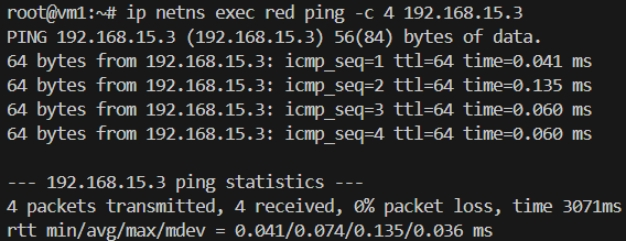 root@vm1:~# ip netns exec red ping -c 4 192.168.15.3
PING 192.168.15.3 (192.168.15.3) 56(84) bytes of data.
64 bytes from 192.168.15.3: icmp_seq=1 ttl=64 time=0.041 ms
64 bytes from 192.168.15.3: icmp_seq=2 ttl=64 time=0.135 ms
64 bytes from 192.168.15.3: icmp_seq=3 ttl=64 time=0.060 ms
64 bytes from 192.168.15.3: icmp_seq=4 ttl=64 time=0.060 ms
--- 192.168.15.3 ping statistics ---
4 packets transmitted, 4 received, 0% packet loss, time 3071ms
rtt min/avg/max/mdev = 0.041/0.074/0.135/0.036 ms